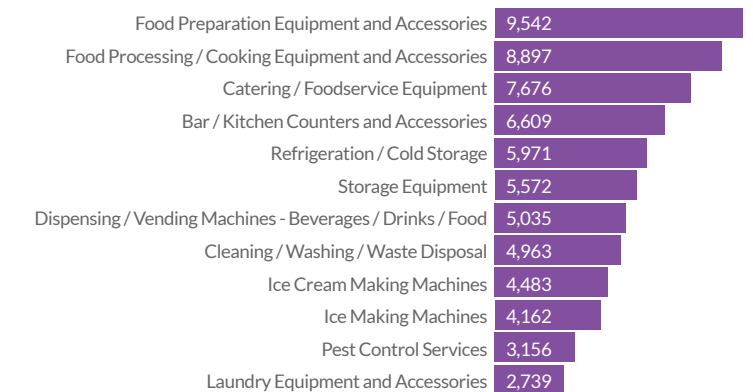 Food Preparation Equipment and Accessories 9,542
Food Processing / Cooking Equipment and Accessories 8,897
Catering / Foodservice Equipment 7,676
Bar / Kitchen Counters and Accessories 6,609
Refrigeration / Cold Storage 5,971
Storage Equipment 5,572
Dispensing / Vending Machines - Beverages / Drinks / Food 5,035
Cleaning / Washing / Waste Disposal 4,963
Ice Cream Making Machines 4,483
Ice Making Machines 4,162
Pest Control Services 3,156
Laundry Equipment and Accessories 2,739